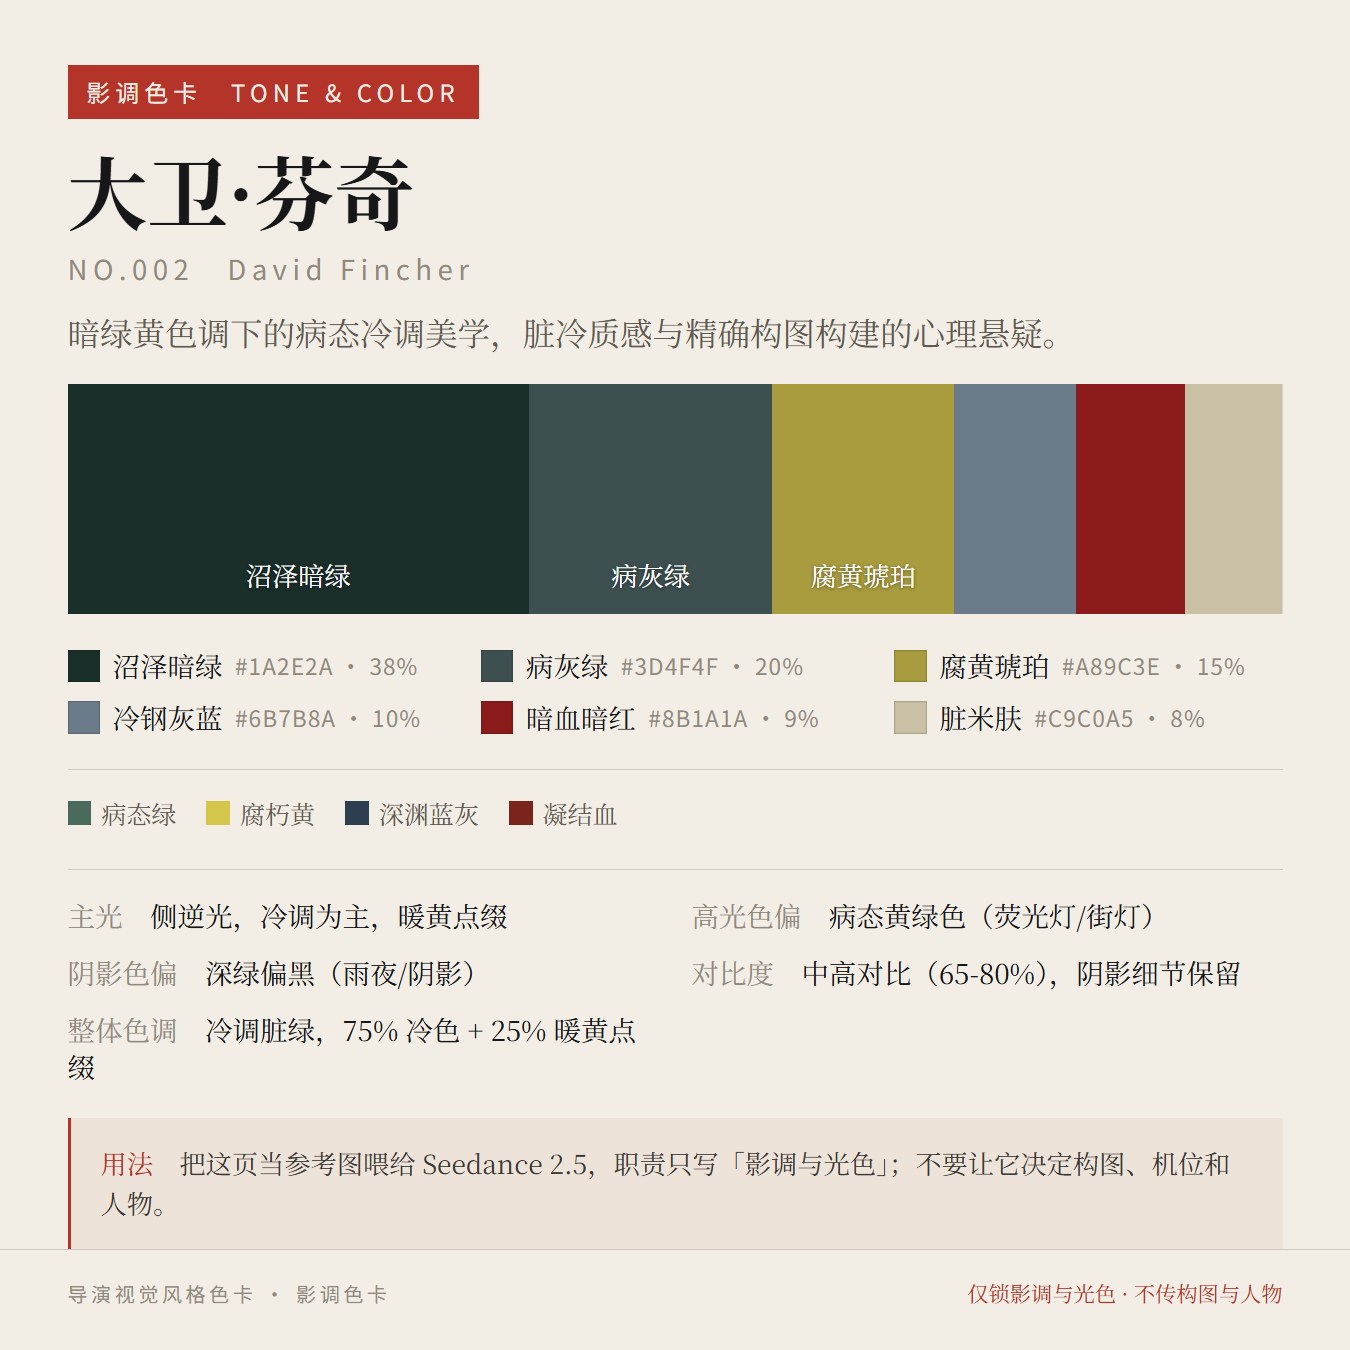 影调色卡 TONE & COLOR
大卫·芬奇
NO.002 David Fincher
暗绿黄色调下的病态冷调美学，脏冷质感与精确构图构建的心理悬疑。
沼泽暗绿 病灰绿 腐黄琥珀
沼泽暗绿 #1A2E2A · 38% 病灰绿 #3D4F4F · 20% 腐黄琥珀 #A89C3E · 15%
冷钢灰蓝 #6B7B8A · 10% 暗血暗红 #8B1A1A · 9% 脏米肤 #C9C0A5 · 8%
病态绿 腐朽黄 深渊蓝灰 凝结血
主光 侧逆光，冷调为主，暖黄点缀 高光色偏 病态黄绿色（荧光灯/街灯）
阴影色偏 深绿偏黑（雨夜/阴影） 对比度 中高对比（65-80%），阴影细节保留
整体色调 冷调脏绿，75% 冷色 + 25% 暖黄点
缀
用法 把这页当参考图喂给 Seedance 2.5，职责只写「影调与光色」；不要让它决定构图、机位和
人物。
导演视觉风格色卡 · 影调色卡 仅锁影调与光色 · 不传构图与人物